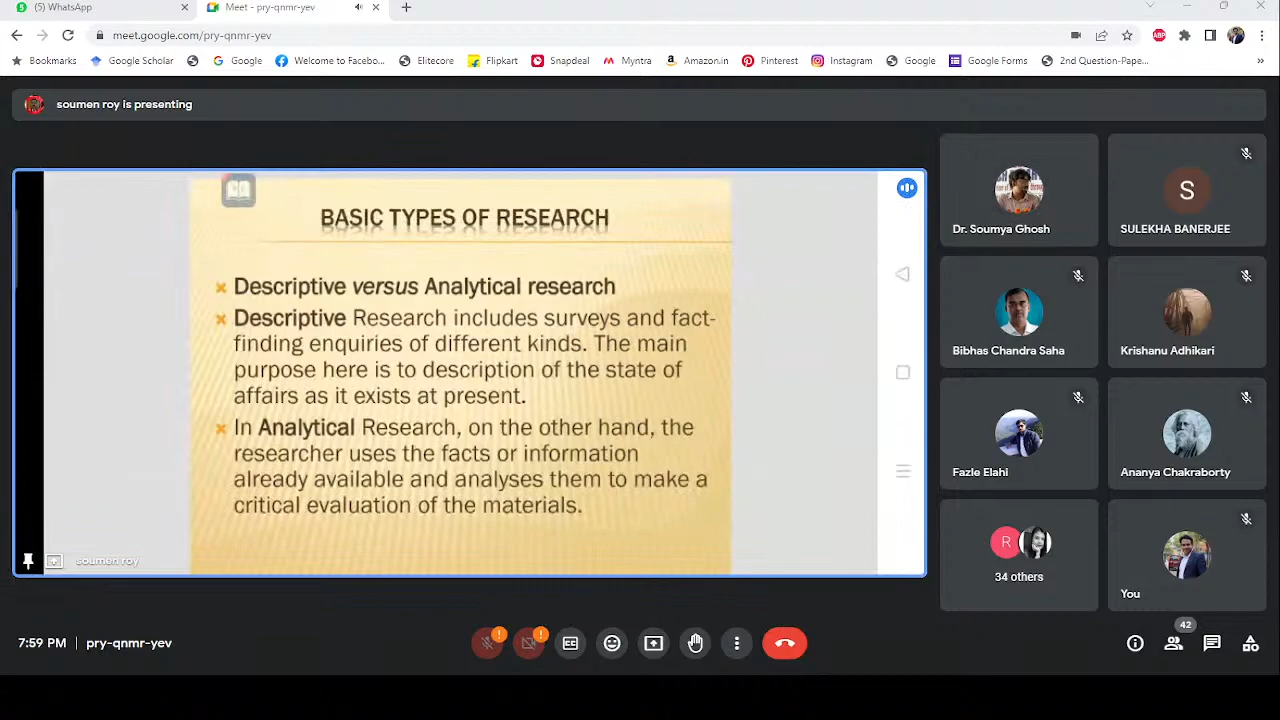 (5) WhatsApp
Meet - pry-qnmr-yev
meet.google.com/pry-qnmr-yev
ABP
Bookmarks
Google Scholar
Google
Welcome to Facebo...
Elitecore
Flipkart
Snapdeal
Myntra
Amazon.in
Pinterest
Instagram
Google
Google Forms
2nd Question-Pape...
»
soumen roy is presenting
BASIC TYPES OF RESEARCH
Descriptive versus Analytical research
Descriptive Research includes surveys and fact-
finding enquiries of different kinds. The main
purpose here is to description of the state of
affairs as it exists at present.
In Analytical Research, on the other hand, the
researcher uses the facts or information
already available and analyses them to make a
critical evaluation of the materials.
soumen roy
Dr. Soumya Ghosh
S
SULEKHA BANERJEE
Bibhas Chandra Saha
Krishanu Adhikari
Fazle Elahi
Ananya Chakraborty
R
34 others
You
7:59 PM | pry-qnmr-yev
42